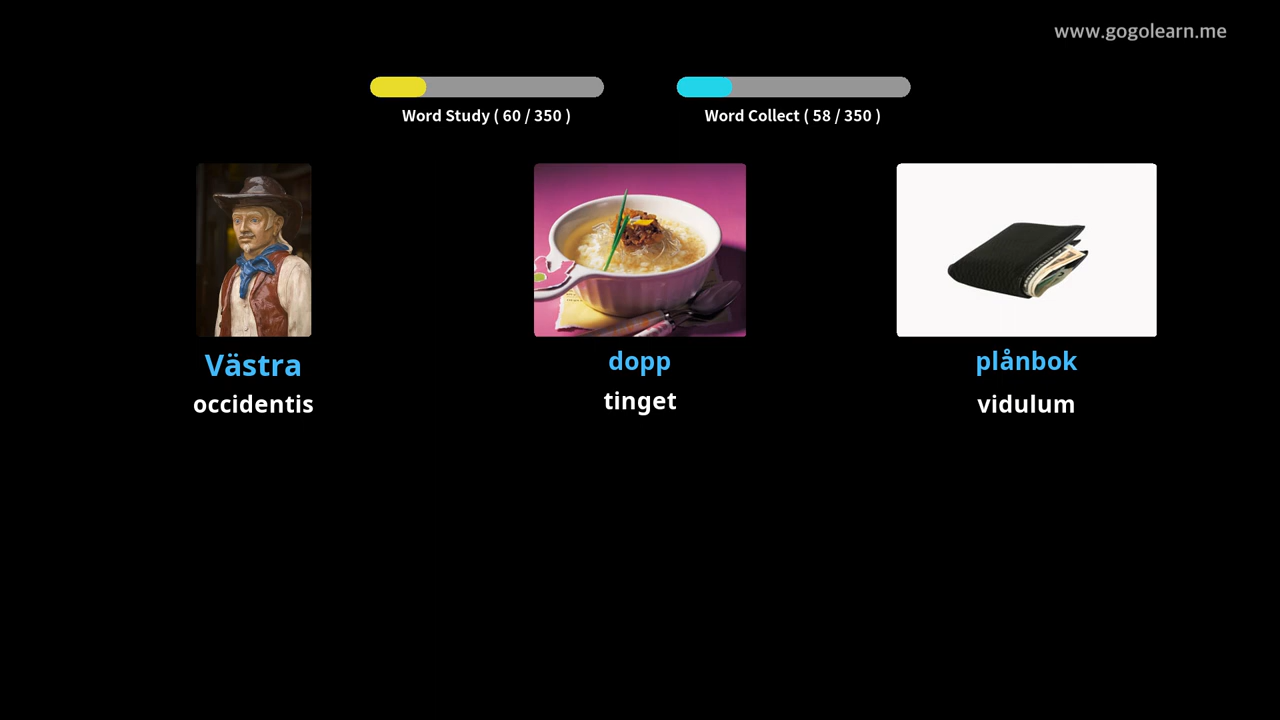 www.gogolearn.me
Word Study ( 60 / 350 )
Word Collect ( 58 / 350 )
Västra
occidentis
dopp
tinget
plånbok
vidulum